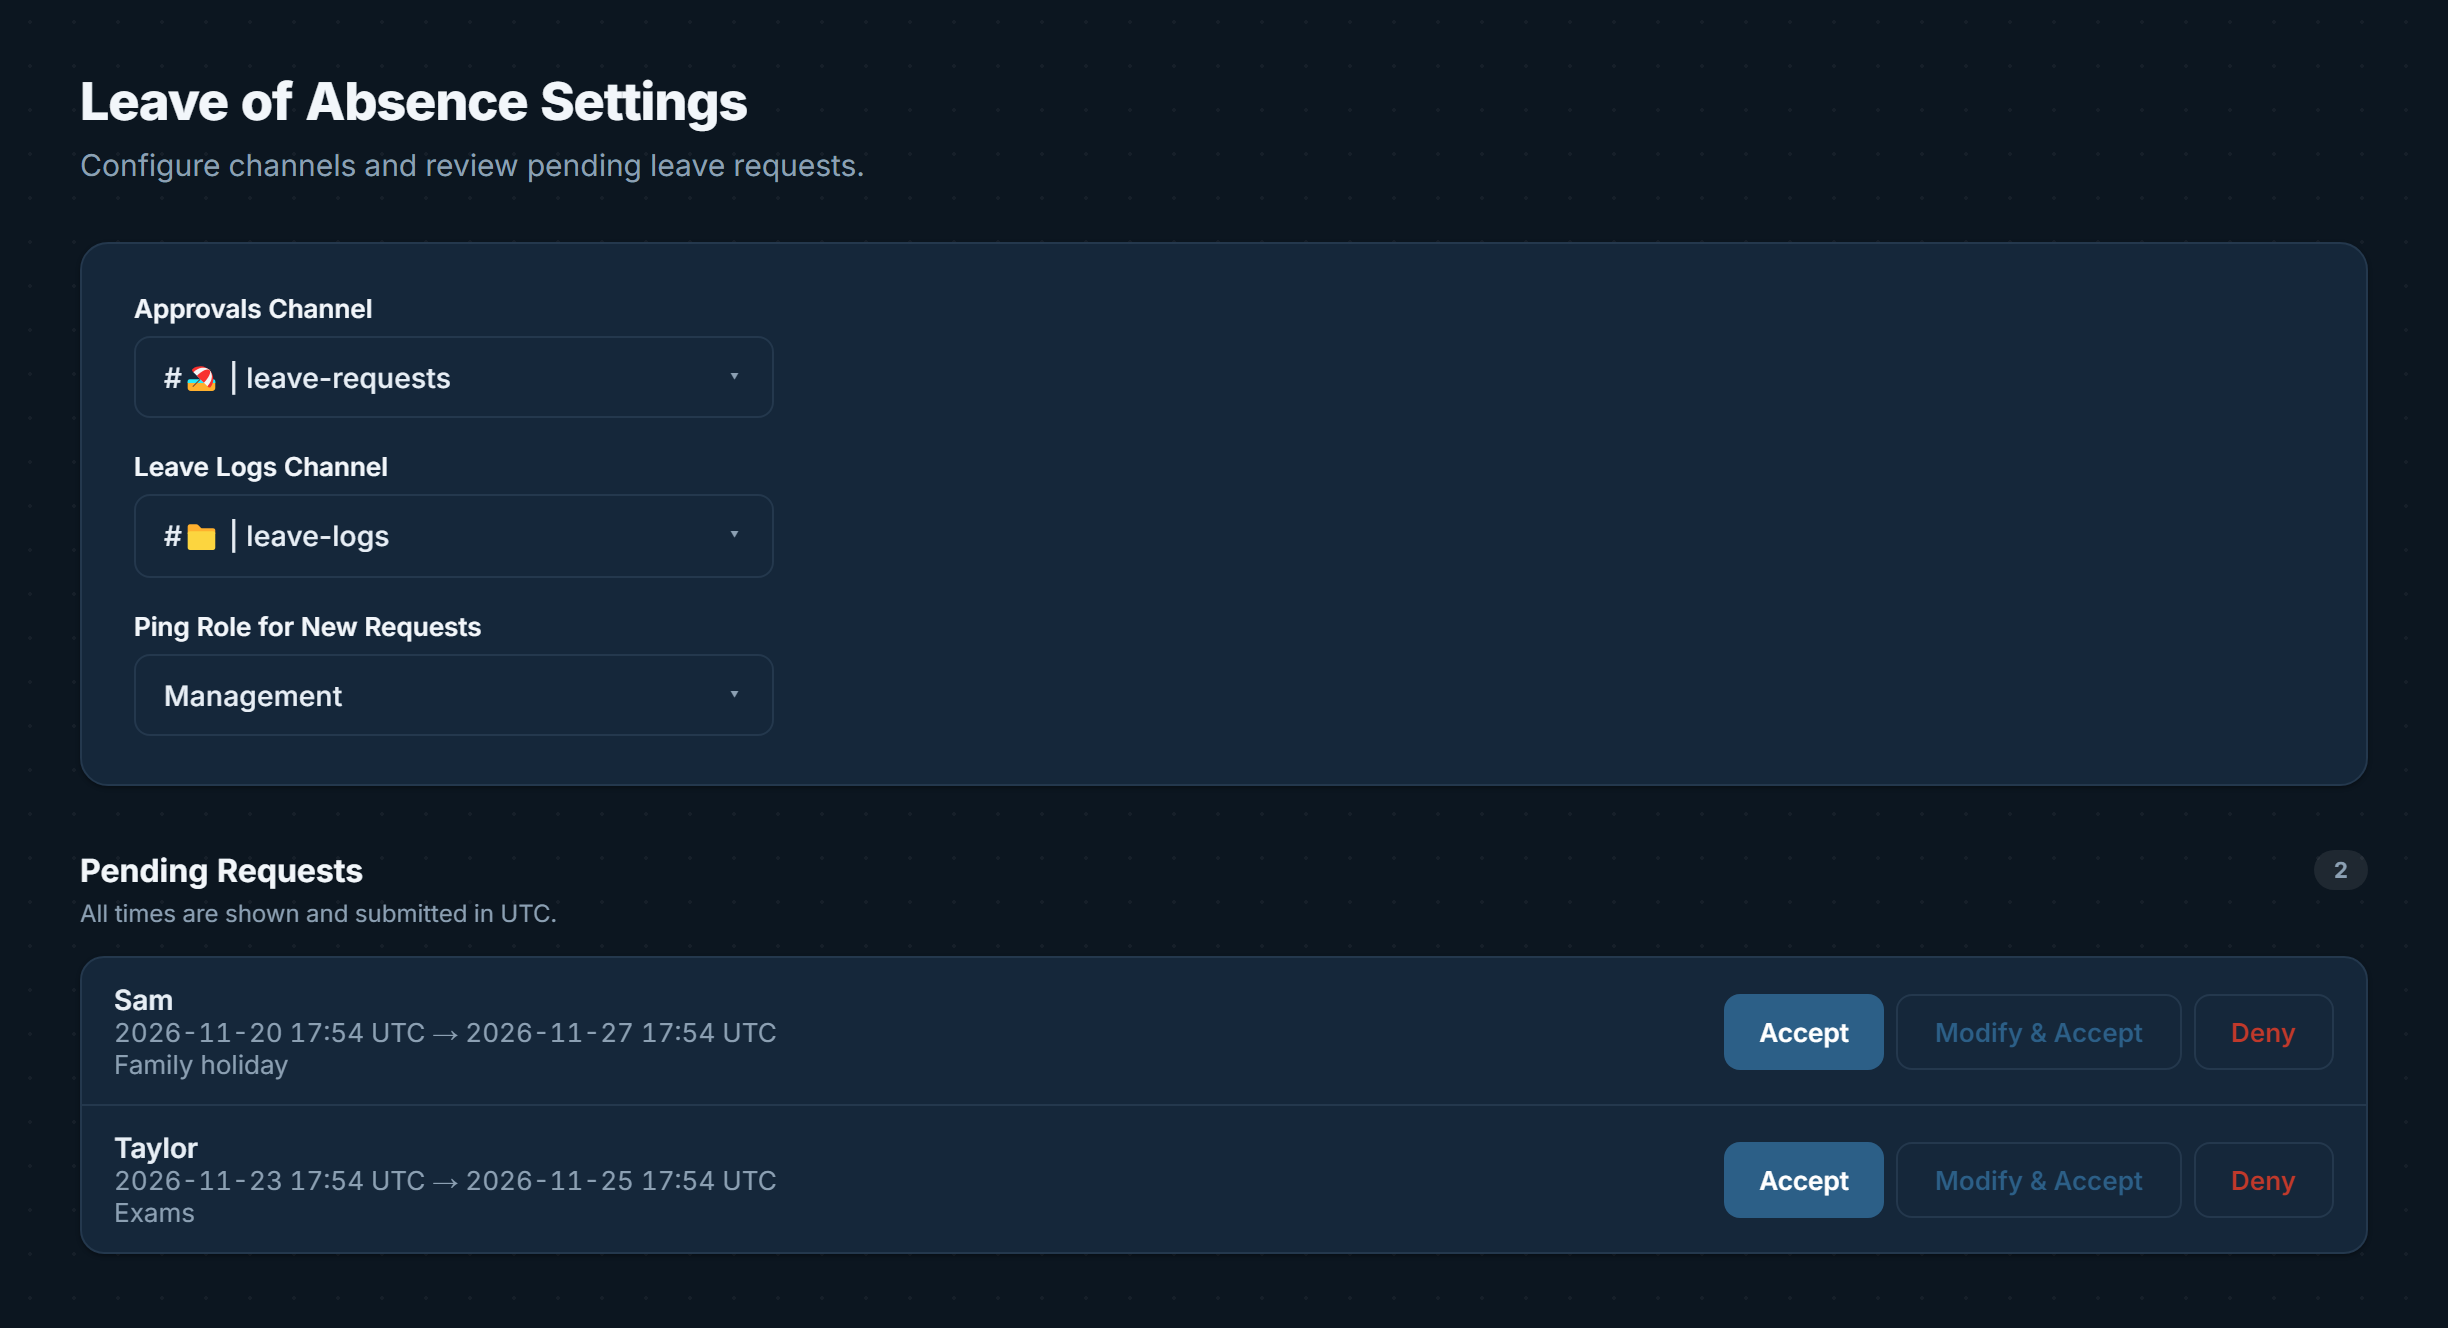 Leave of Absence Settings
Configure channels and review pending leave requests.
Approvals Channel
#🏖️ | leave-requests
Leave Logs Channel
#📁 | leave-logs
Ping Role for New Requests
Management
Pending Requests
2
All times are shown and submitted in UTC.
Sam
2026-11-20 17:54 UTC → 2026-11-27 17:54 UTC
Family holiday
Accept
Modify & Accept
Deny
Taylor
2026-11-23 17:54 UTC → 2026-11-25 17:54 UTC
Exams
Accept
Modify & Accept
Deny